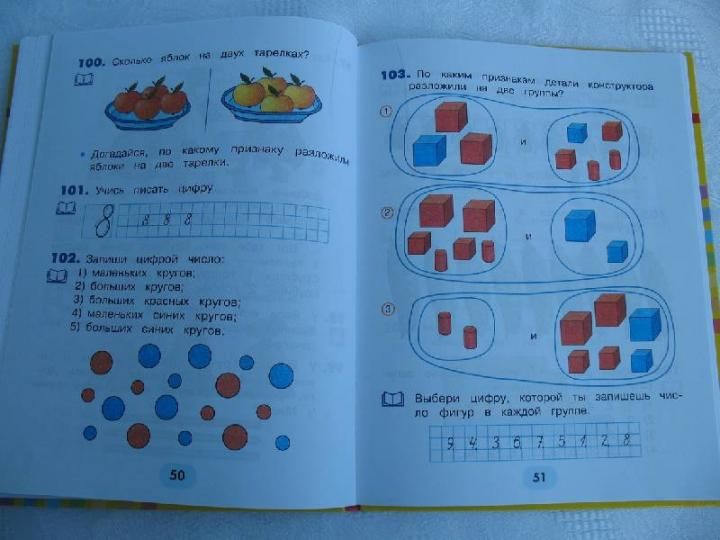 100. Сколько яблок на двух тарелках?
• Догадайся, по какому признаку разложили
яблоки на две тарелки.
101. Учись писать цифру
8 8 8 8
102. Запиши цифрой число:
1) маленьких кругов;
2) больших кругов;
3) больших красных кругов;
4) маленьких синих кругов;
5) больших синих кругов.
50
103. По каким признакам детали конструктора
разложили на две группы?
1
и
2
и
3
и
Выбери цифру, которой ты запишешь чис-
ло фигур в каждой группе.
9 4 3 6 7 5 1 2 8
51